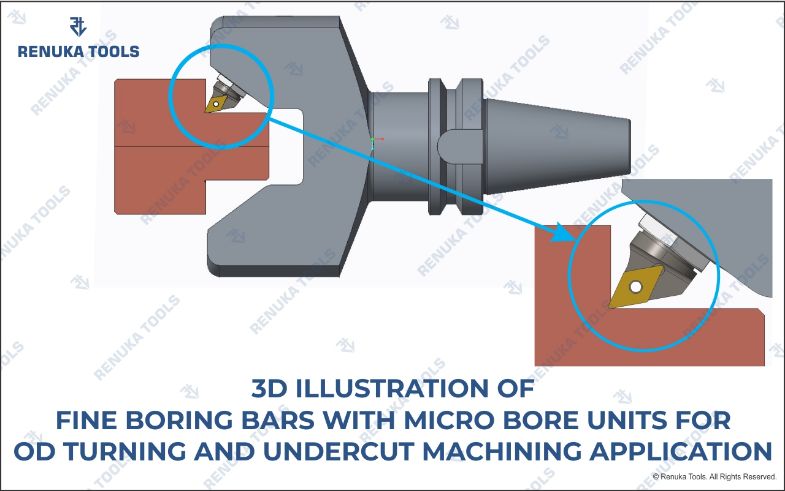 RENUKA TOOLS
3D ILLUSTRATION OF
FINE BORING BARS WITH MICRO BORE UNITS FOR
OD TURNING AND UNDERCUT MACHINING APPLICATION
© Renuka Tools. All Rights Reserved.